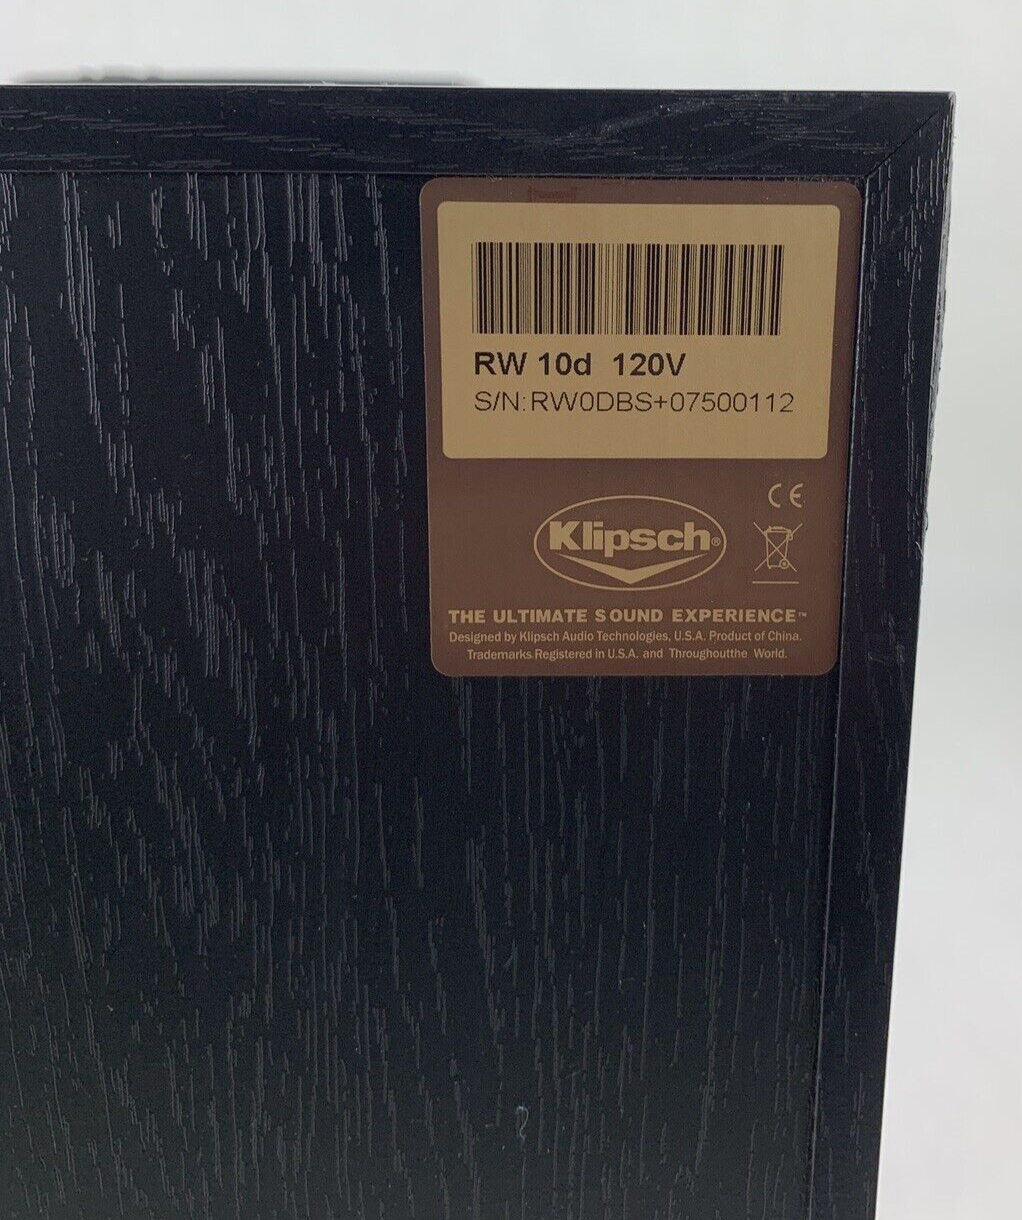 RW 10d 120V
S/N:RW0DBS+07500112
CE
Klipsch®
THE ULTIMATE SOUND EXPERIENCE™
Designed by Klipsch Audio Technologies, U.S.A. Product of China.
Trademarks Registered in U.S.A. and Throughoutthe World.